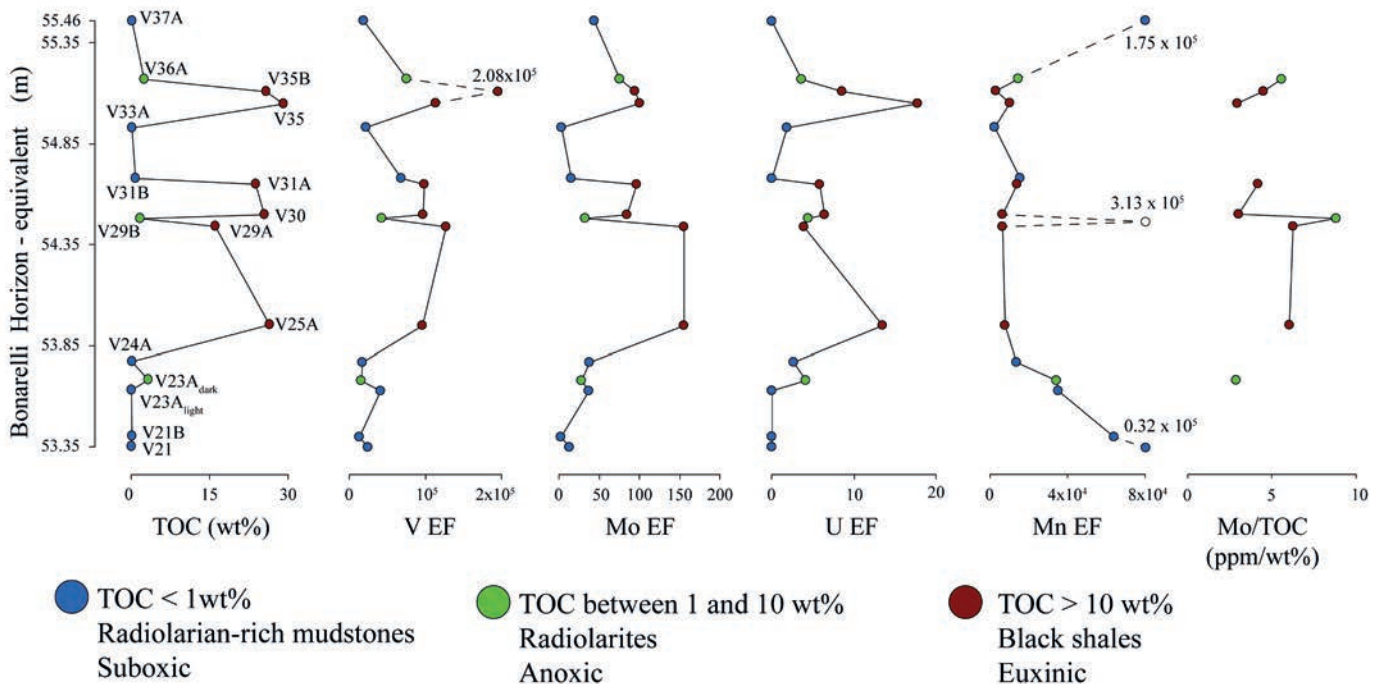 Bonarelli Horizon - equivalent (m)
55.46
55.35
54.85
54.35
53.85
53.35
V37A
V36A
V35B
V35
V33A
V31B
V31A
V30
V29B
V29A
V25A
V24A
V23A dark
V23A light
V21B
V21
2.08x10⁵
1.75 x 10⁵
3.13 x 10⁵
0.32 x 10⁵
0 15 30
TOC (wt%)
0 10⁵ 2x10⁵
V EF
0 50 100 150 200
Mo EF
0 10 20
U EF
0 4x10⁴ 8x10⁴
Mn EF
0 5 10
Mo/TOC
(ppm/wt%)
TOC < 1wt%
Radiolarian-rich mudstones
Suboxic
TOC between 1 and 10 wt%
Radiolarites
Anoxic
TOC > 10 wt%
Black shales
Euxinic